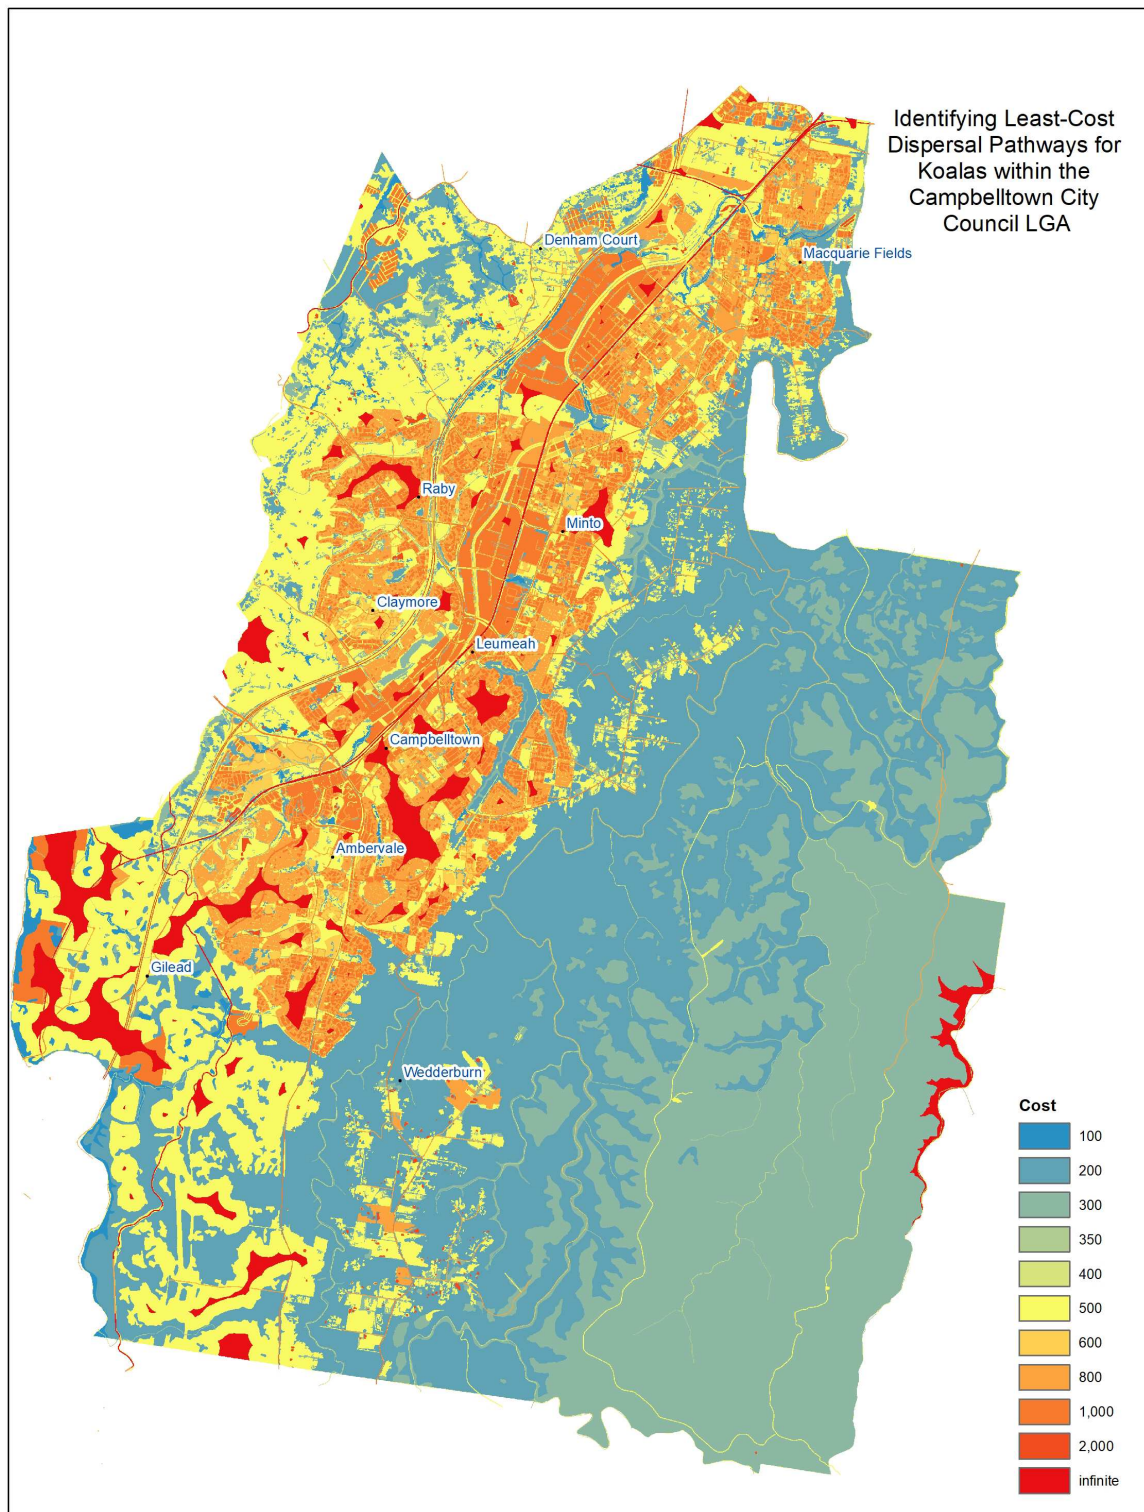 Identifying Least-Cost
Dispersal Pathways for
Koalas within the
Campbelltown City
Council LGA
Denham Court
Macquarie Fields
Raby
Minto
Claymore
Leumeah
Campbelltown
Ambervale
Gilead
Wedderburn
Cost
100
200
300
350
400
500
600
800
1,000
2,000
infinite